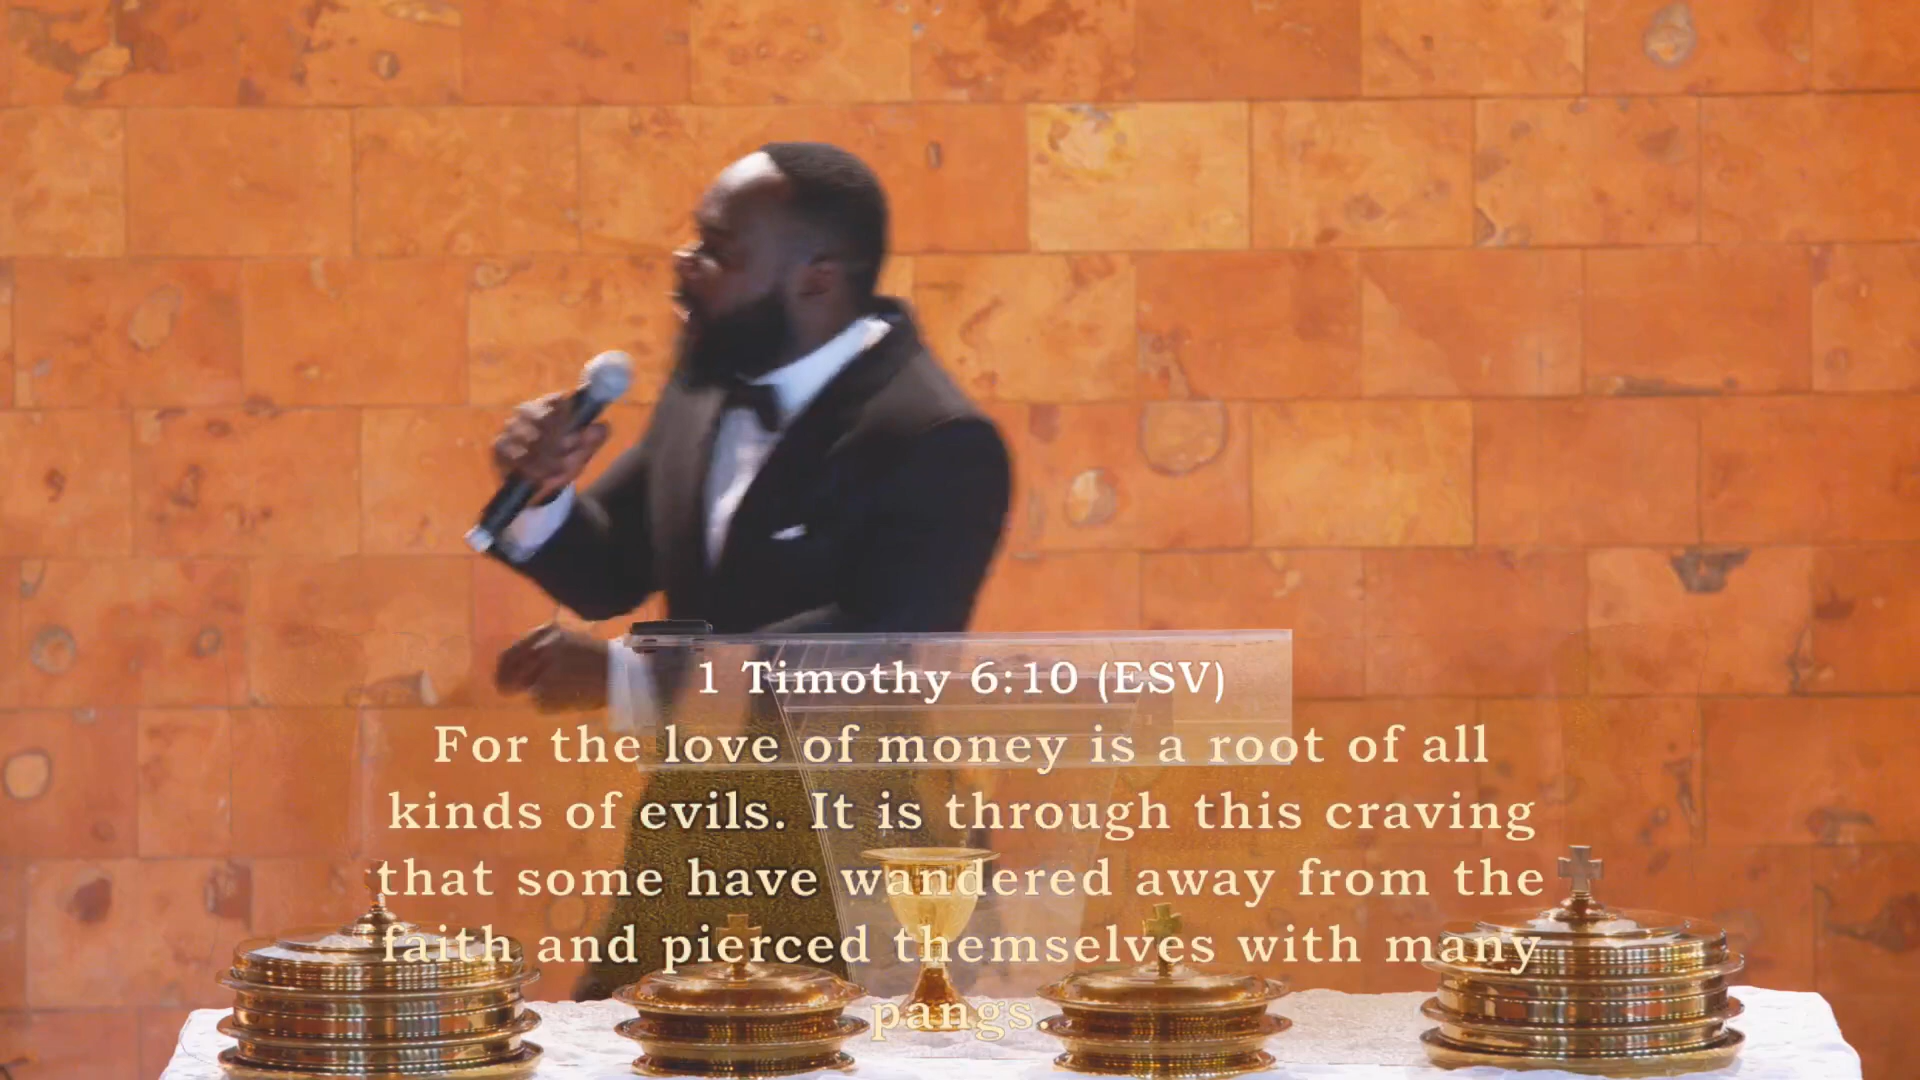 1 Timothy 6:10 (ESV)
For the love of money is a root of all
kinds of evils. It is through this craving
that some have wandered away from the
faith and pierced themselves with many
pangs.